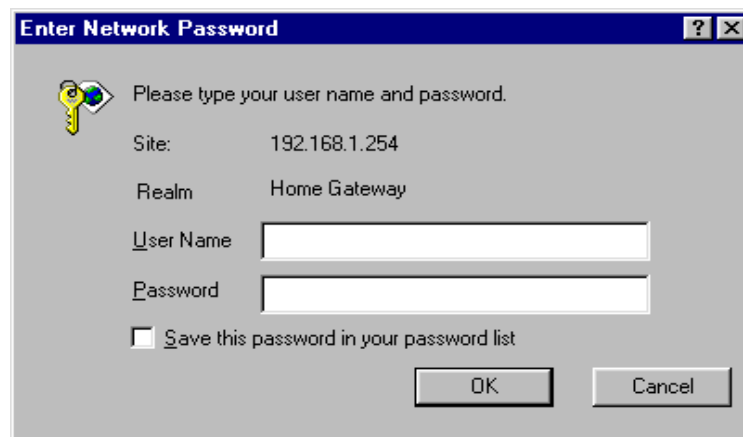 Enter Network Password
Please type your user name and password.
Site: 192.168.1.254
Realm Home Gateway
User Name
Password
Save this password in your password list
OK Cancel